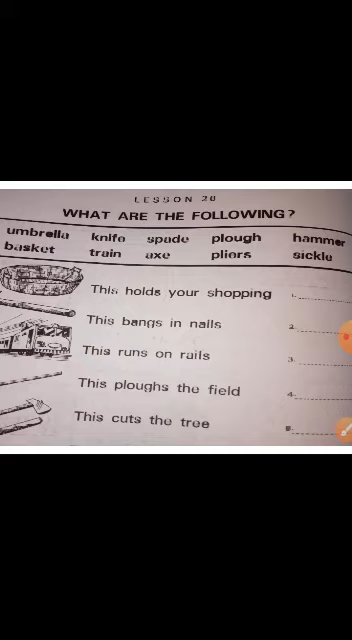 LESSON 20
WHAT ARE THE FOLLOWING?
umbrella knife spade plough hammer
basket train axe pliers sickle
This holds your shopping 1.
This bangs in nails 2.
This runs on rails 3.
This ploughs the field 4.
This cuts the tree 5.